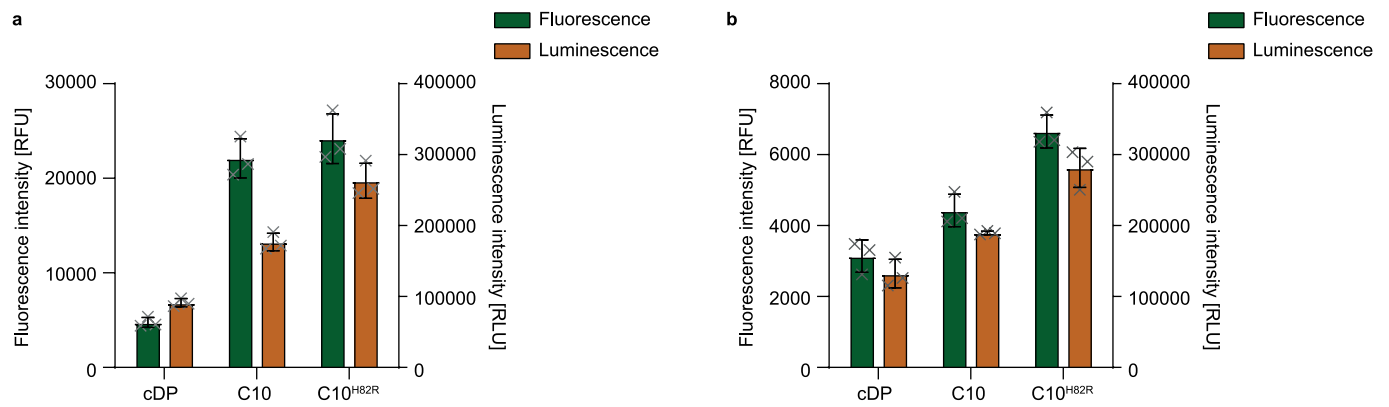 a
Fluorescence
Luminescence
30000
20000
10000
0
Fluorescence intensity [RFU]
400000
300000
200000
100000
0
Luminescence intensity [RLU]
cDP
C10
C10ᴴ⁸²ᴿ
b
Fluorescence
Luminescence
8000
6000
4000
2000
0
Fluorescence intensity [RFU]
400000
300000
200000
100000
0
Luminescence intensity [RLU]
cDP
C10
C10ᴴ⁸²ᴿ